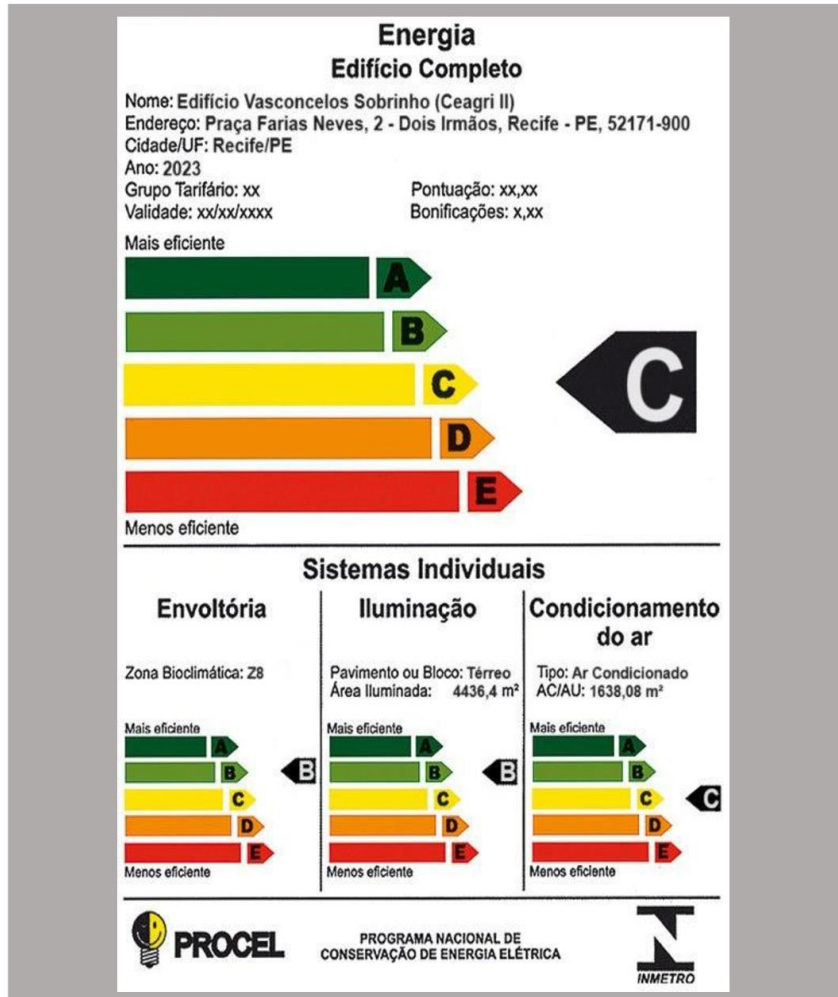 Energia
Edifício Completo
Nome: Edifício Vasconcelos Sobrinho (Ceagri II)
Endereço: Praça Farias Neves, 2 - Dois Irmãos, Recife - PE, 52171-900
Cidade/UF: Recife/PE
Ano: 2023
Grupo Tarifário: xx
Pontuação: xx,xx
Validade: xx/xx/xxxx
Bonificações: x,xx
Mais eficiente
A
B
C
C
D
E
Menos eficiente
Sistemas Individuais
Envoltória
Zona Bioclimática: Z8
Mais eficiente
A
B
B
C
D
E
Menos eficiente
Iluminação
Pavimento ou Bloco: Térreo
Área Iluminada: 4436,4 m²
Mais eficiente
A
B
B
C
D
E
Menos eficiente
Condicionamento
do ar
Tipo: Ar Condicionado
AC/AU: 1638,08 m²
Mais eficiente
A
B
C
C
D
E
Menos eficiente
PROCEL
PROGRAMA NACIONAL DE
CONSERVAÇÃO DE ENERGIA ELÉTRICA
INMETRO